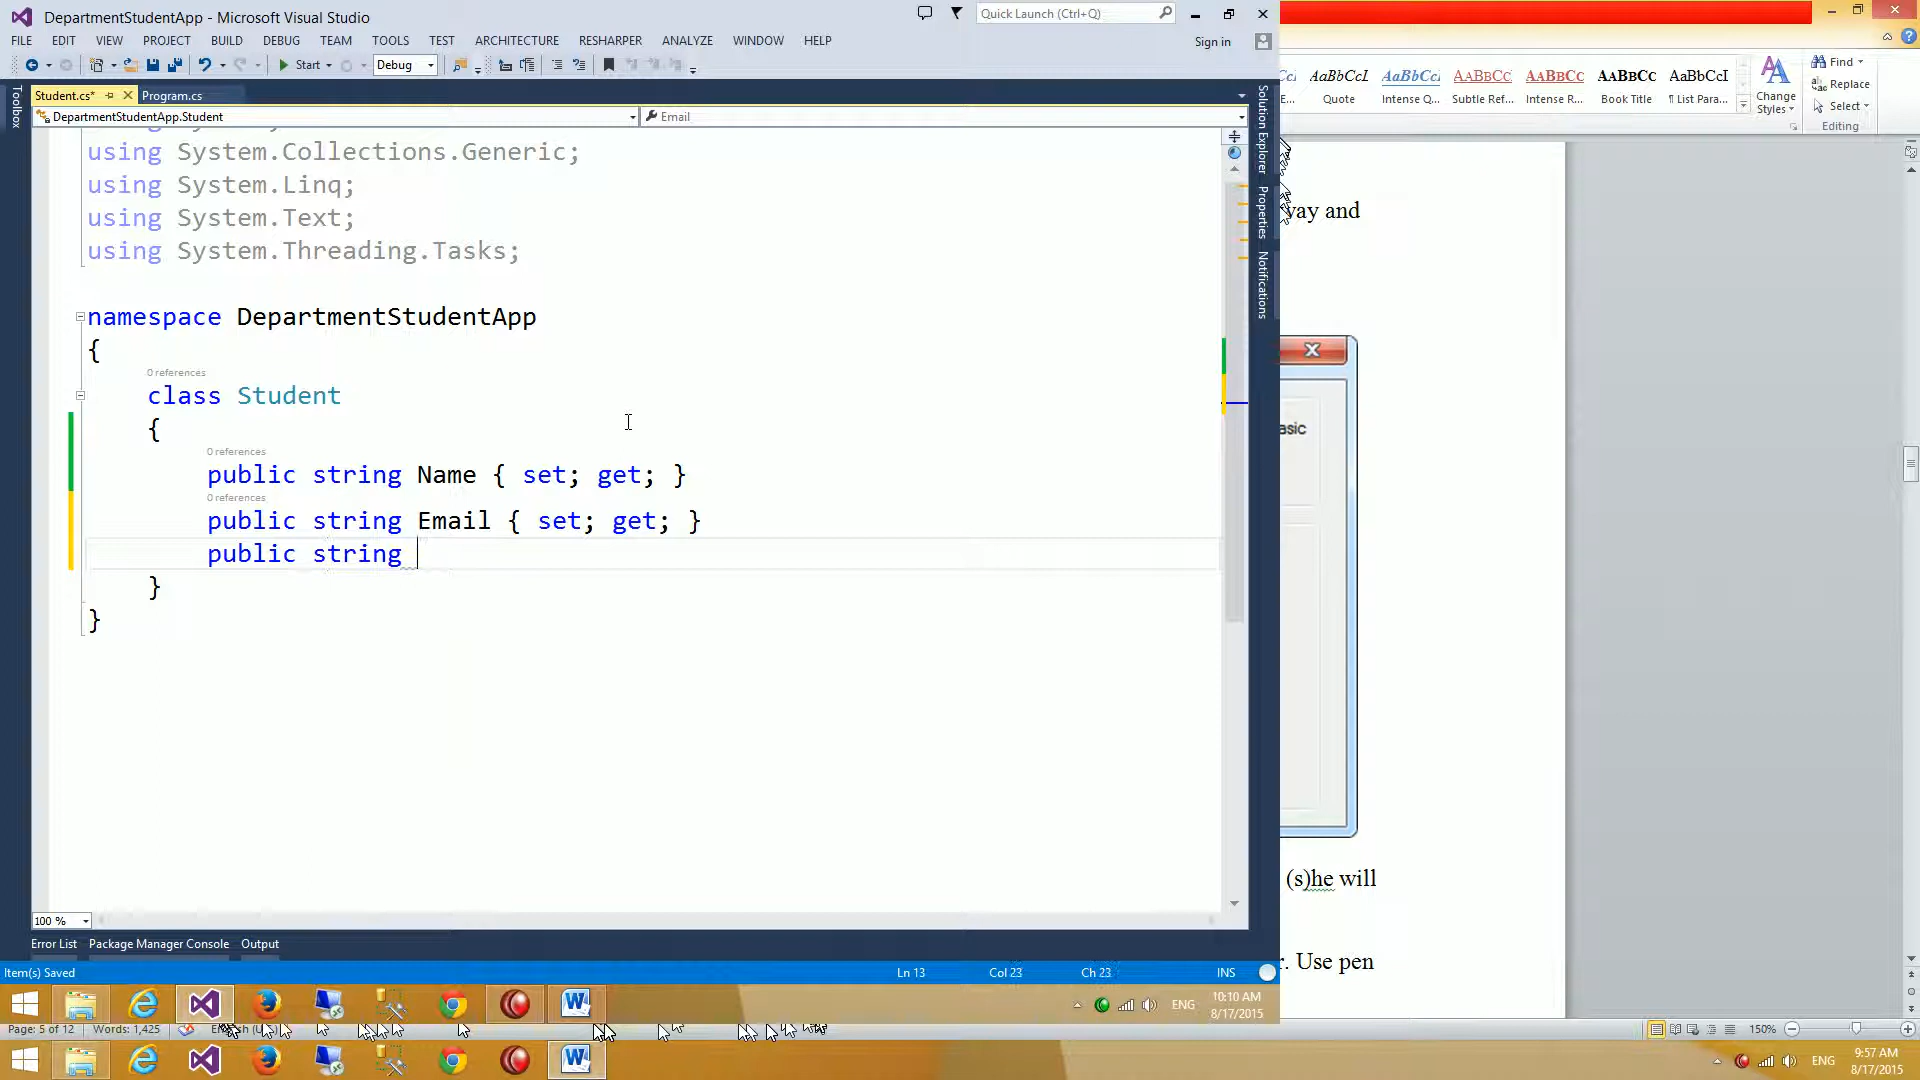 DepartmentStudentApp - Microsoft Visual Studio
Quick Launch (Ctrl+Q)
FILE EDIT VIEW PROJECT BUILD DEBUG TEAM TOOLS TEST ARCHITECTURE RESHARPER ANALYZE WINDOW HELP
Sign in
Start Debug
Student.cs* Program.cs
DepartmentStudentApp.Student Email
Toolbox
using System.Collections.Generic;
using System.Linq;
using System.Text;
using System.Threading.Tasks;
namespace DepartmentStudentApp
{
0 references
class Student
{
0 references
public string Name { set; get; }
0 references
public string Email { set; get; }
public string
}
}
Solution Explorer
Properties
Notifications
100 %
Error List Package Manager Console Output
Item(s) Saved Ln 13 Col 23 Ch 23 INS
ENG
10:10 AM
8/17/2015
AaBbCcI AaBbCcI AABBCC AABBCC AABBCC AaBbCcI
E... Quote Intense Q... Subtle Ref... Intense R... Book Title ¶ List Para...
Change Styles
Find
Replace
Select
Editing
and
asic
(s)he will
. Use pen
Page: 5 of 12 Words: 1,425
150%
ENG
9:57 AM
8/17/2015